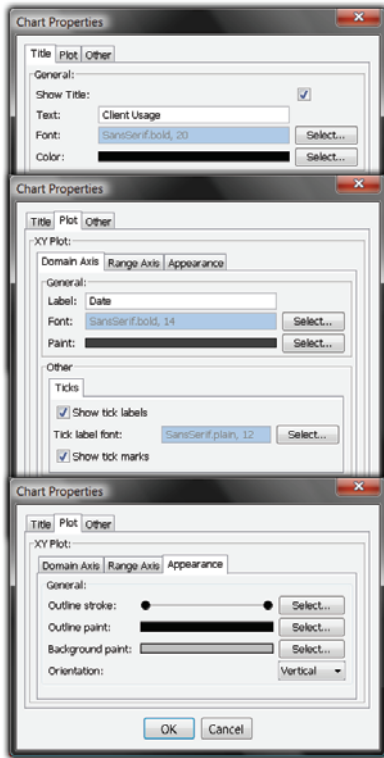 Chart Properties
Title Plot Other
General:
Show Title:
Text: Client Usage
Font: SansSerif.bold, 20 Select...
Color: Select...
Chart Properties
Title Plot Other
XY Plot:
Domain Axis Range Axis Appearance
General:
Label: Date
Font: SansSerif.bold, 14 Select...
Paint: Select...
Other
Ticks
Show tick labels
Tick label font: SansSerif.plain, 12 Select...
Show tick marks
Chart Properties
Title Plot Other
XY Plot:
Domain Axis Range Axis Appearance
General:
Outline stroke: Select...
Outline paint: Select...
Background paint: Select...
Orientation: Vertical
OK Cancel